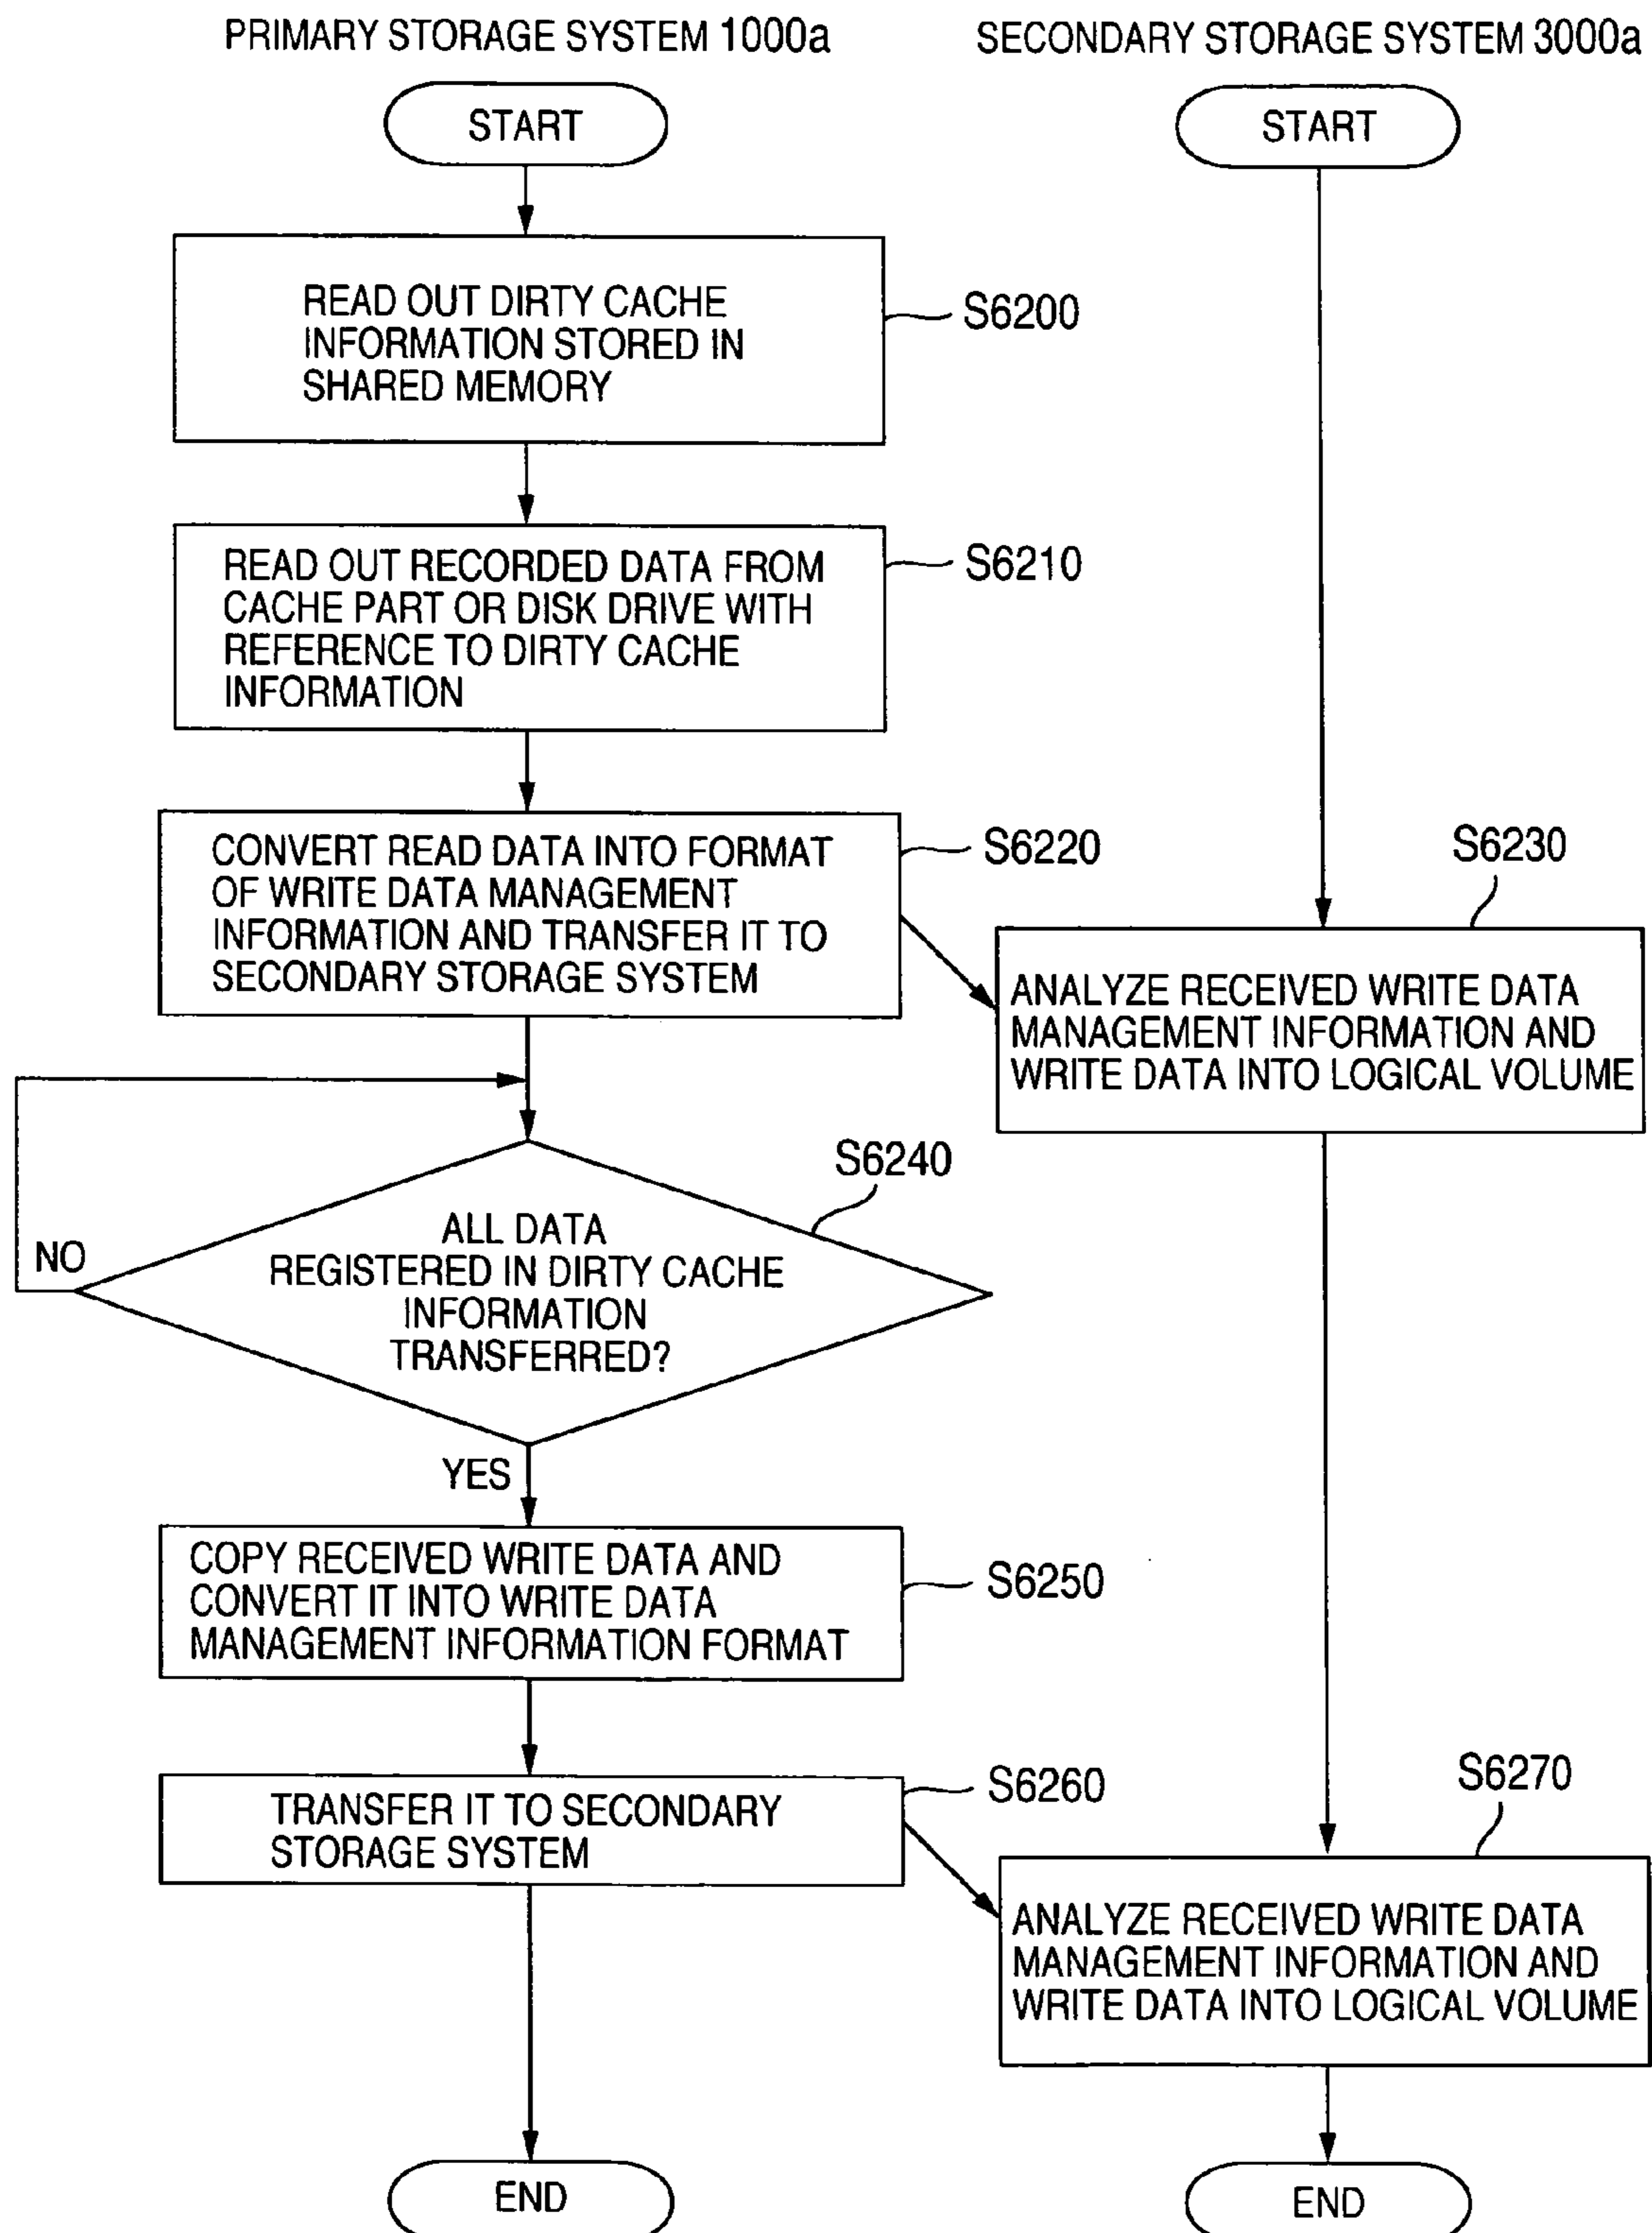 PRIMARY STORAGE SYSTEM 1000a
SECONDARY STORAGE SYSTEM 3000a
START
START
READ OUT DIRTY CACHE
INFORMATION STORED IN
SHARED MEMORY
S6200
READ OUT RECORDED DATA FROM
CACHE PART OR DISK DRIVE WITH
REFERENCE TO DIRTY CACHE
INFORMATION
S6210
CONVERT READ DATA INTO FORMAT
OF WRITE DATA MANAGEMENT
INFORMATION AND TRANSFER IT TO
SECONDARY STORAGE SYSTEM
S6220
S6230
ANALYZE RECEIVED WRITE DATA
MANAGEMENT INFORMATION AND
WRITE DATA INTO LOGICAL VOLUME
S6240
ALL DATA
REGISTERED IN DIRTY CACHE
INFORMATION
TRANSFERRED?
NO
YES
COPY RECEIVED WRITE DATA AND
CONVERT IT INTO WRITE DATA
MANAGEMENT INFORMATION FORMAT
S6250
TRANSFER IT TO SECONDARY
STORAGE SYSTEM
S6260
S6270
ANALYZE RECEIVED WRITE DATA
MANAGEMENT INFORMATION AND
WRITE DATA INTO LOGICAL VOLUME
END
END